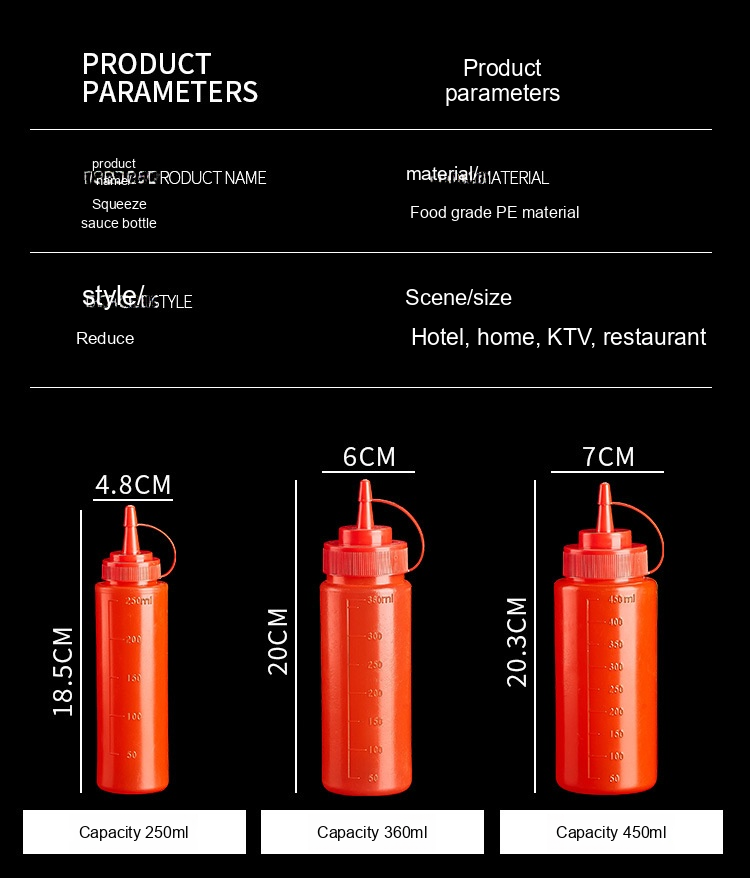 PRODUCT
PARAMETERS
Product
parameters
product
name/
RODUCT NAME
Squeeze
sauce bottle
material/
MATERIAL
Food grade PE material
style/
STYLE
Reduce
Scene/size
Hotel, home, KTV, restaurant
4.8CM
6CM
7CM
18.5CM
20CM
20.3CM
250ml
200
150
100
50
360ml
300
250
200
150
100
50
450ml
400
350
300
250
200
150
100
50
Capacity 250ml
Capacity 360ml
Capacity 450ml